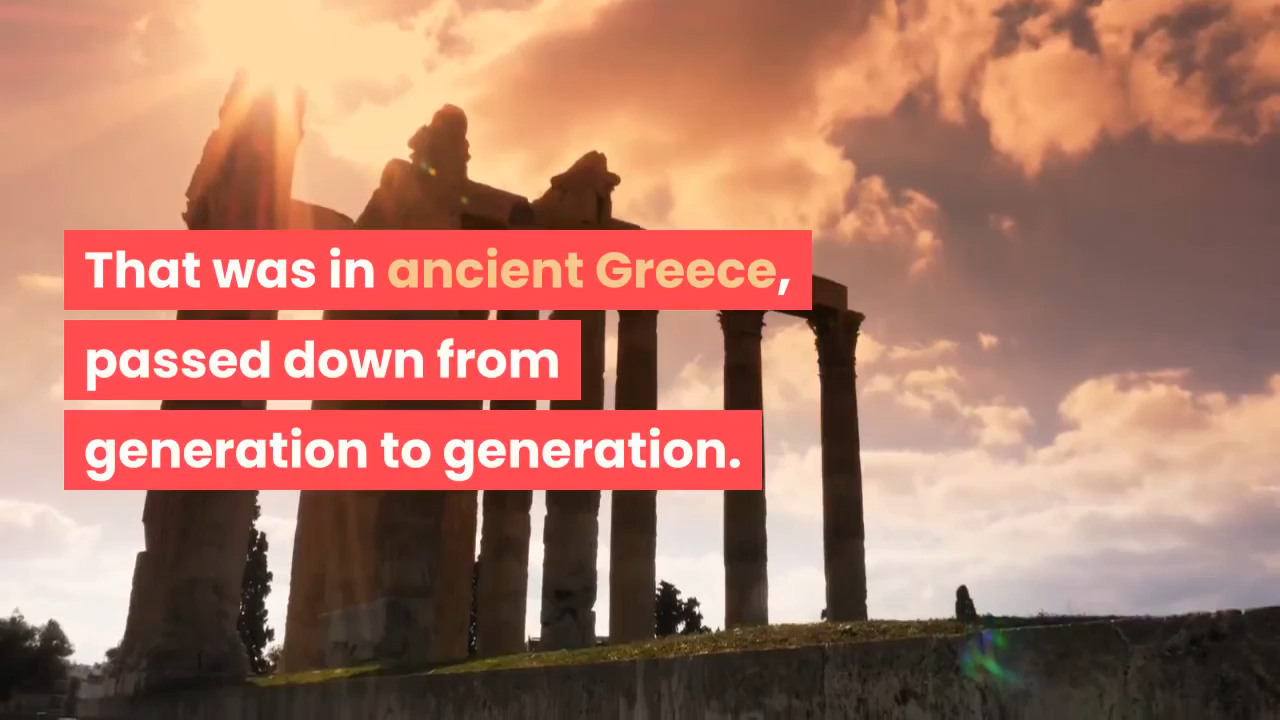 That was in ancient Greece,
passed down from
generation to generation.